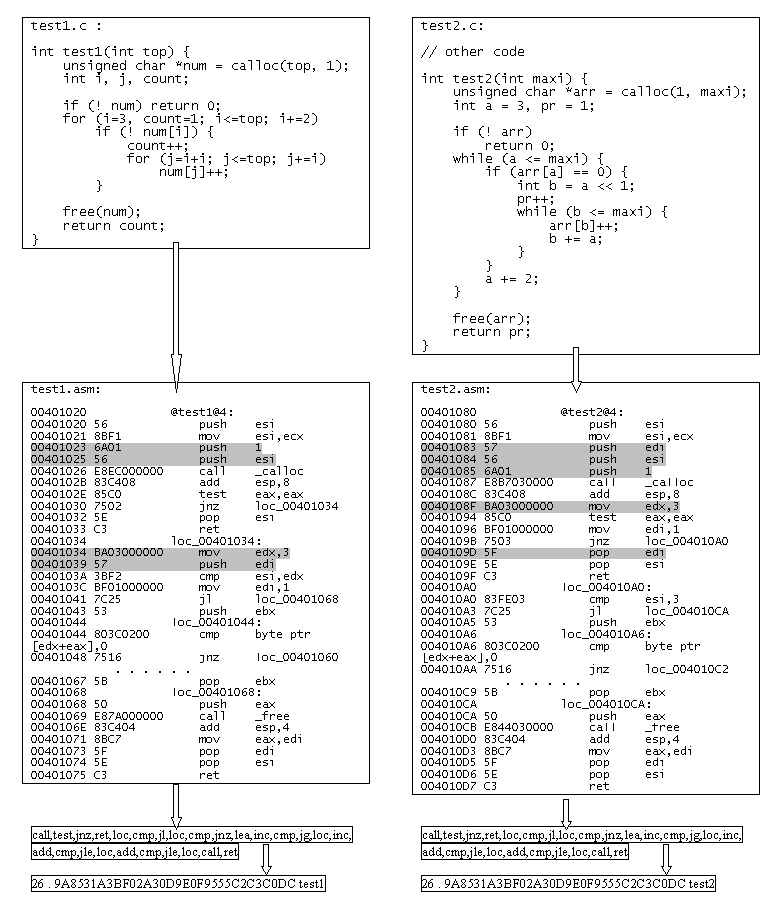 test1.c :
int test1(int top) {
unsigned char *num = calloc(top, 1);
int i, j, count;
if (! num) return 0;
for (i=3, count=1; i<=top; i+=2)
if (! num[i]) {
count++;
for (j=i+i; j<=top; j+=i)
num[j]++;
}
free(num);
return count;
}
test2.c:
// other code
int test2(int maxi) {
unsigned char *arr = calloc(1, maxi);
int a = 3, pr = 1;
if (! arr)
return 0;
while (a <= maxi) {
if (arr[a] == 0) {
int b = a << 1;
pr++;
while (b <= maxi) {
arr[b]++;
b += a;
}
}
a += 2;
}
free(arr);
return pr;
}
test1.asm:
00401020 @test1@4:
00401020 56 push esi
00401021 8BF1 mov esi,ecx
00401023 6A01 push 1
00401025 56 push esi
00401026 E8EC000000 call _calloc
0040102B 83C408 add esp,8
0040102E 85C0 test eax,eax
00401030 7502 jnz loc_00401034
00401032 5E pop esi
00401033 C3 ret
00401034 loc_00401034:
00401034 BA03000000 mov edx,3
00401039 57 push edi
0040103A 3BF2 cmp esi,edx
0040103C BF01000000 mov edi,1
00401041 7C25 jl loc_00401068
00401043 53 push ebx
00401044 loc_00401044:
00401044 803C0200 cmp byte ptr
[edx+eax],0
00401048 7516 jnz loc_00401060
. . . . . .
00401067 5B pop ebx
00401068 loc_00401068:
00401068 50 push eax
00401069 E87A000000 call _free
0040106E 83C404 add esp,4
00401071 8BC7 mov eax,edi
00401073 5F pop edi
00401074 5E pop esi
00401075 C3 ret
test2.asm:
00401080 @test2@4:
00401080 56 push esi
00401081 8BF1 mov esi,ecx
00401083 57 push edi
00401084 56 push esi
00401085 6A01 push 1
00401087 E8B7030000 call _calloc
0040108C 83C408 add esp,8
0040108F BA03000000 mov edx,3
00401094 85C0 test eax,eax
00401096 BF01000000 mov edi,1
0040109B 7503 jnz loc_004010A0
0040109D 5F pop edi
0040109E 5E pop esi
0040109F C3 ret
004010A0 loc_004010A0:
004010A0 83FE03 cmp esi,3
004010A3 7C25 jl loc_004010CA
004010A5 53 push ebx
004010A6 loc_004010A6:
004010A6 803C0200 cmp byte ptr
[edx+eax],0
004010AA 7516 jnz loc_004010C2
. . . . . .
004010C9 5B pop ebx
004010CA loc_004010CA:
004010CA 50 push eax
004010CB E844030000 call _free
004010D0 83C404 add esp,4
004010D3 8BC7 mov eax,edi
004010D5 5F pop edi
004010D6 5E pop esi
004010D7 C3 ret
call,test,jnz,ret,loc,cmp,jl,loc,cmp,jnz,lea,inc,cmp,jg,loc,inc,
add,cmp,jle,loc,add,cmp,jle,loc,call,ret
26 . 9A8531A3BF02A30D9E0F9555C2C3C0DC test1
call,test,jnz,ret,loc,cmp,jl,loc,cmp,jnz,lea,inc,cmp,jg,loc,inc,
add,cmp,jle,loc,add,cmp,jle,loc,call,ret
26 . 9A8531A3BF02A30D9E0F9555C2C3C0DC test2